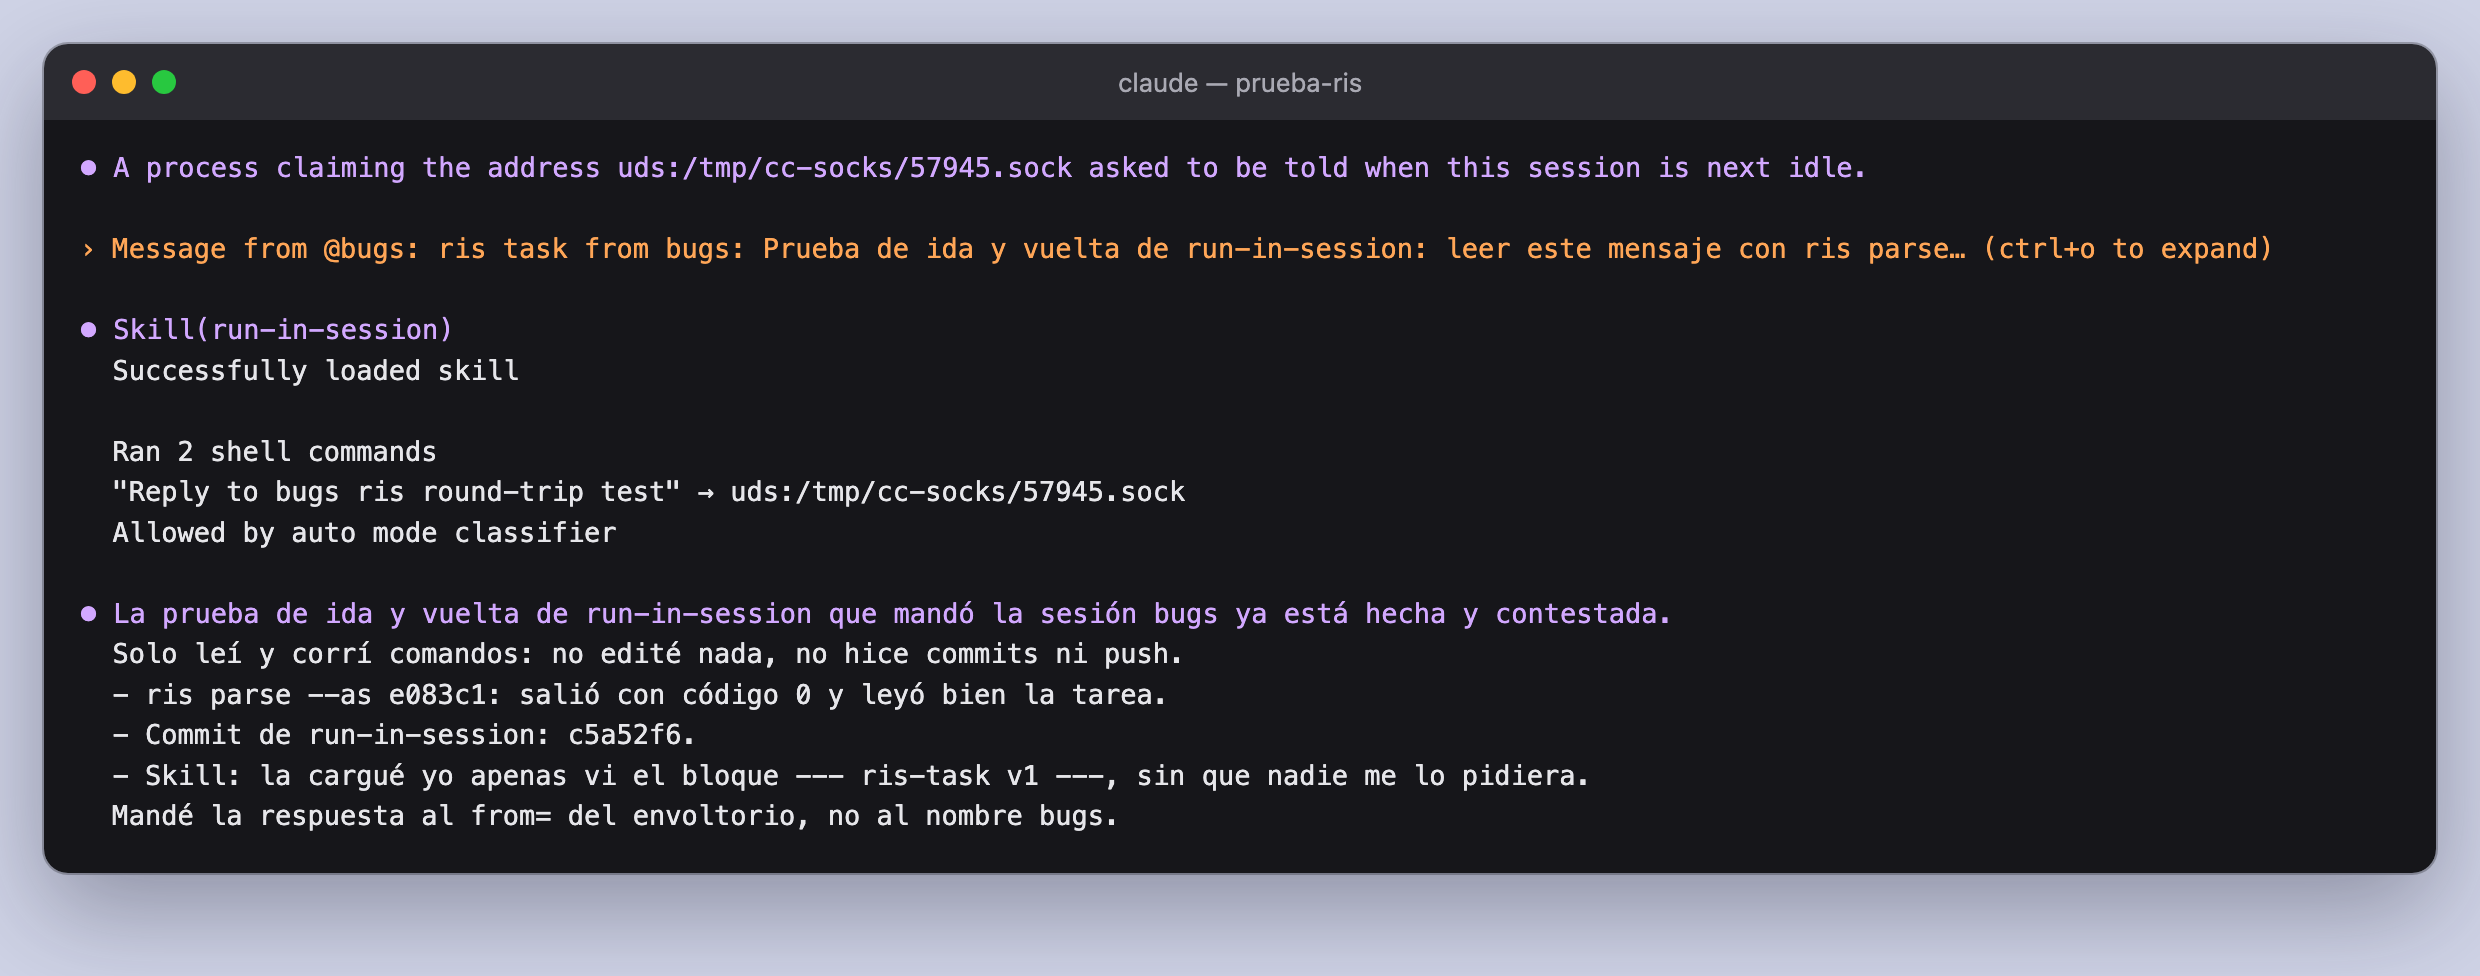 claude — prueba-ris
● A process claiming the address uds:/tmp/cc-socks/57945.sock asked to be told when this session is next idle.
› Message from @bugs: ris task from bugs: Prueba de ida y vuelta de run-in-session: leer este mensaje con ris parse… (ctrl+o to expand)
● Skill(run-in-session)
Successfully loaded skill
Ran 2 shell commands
"Reply to bugs ris round-trip test" → uds:/tmp/cc-socks/57945.sock
Allowed by auto mode classifier
● La prueba de ida y vuelta de run-in-session que mandó la sesión bugs ya está hecha y contestada.
Solo leí y corrí comandos: no edité nada, no hice commits ni push.
- ris parse --as e083c1: salió con código 0 y leyó bien la tarea.
- Commit de run-in-session: c5a52f6.
- Skill: la cargué yo apenas vi el bloque --- ris-task v1 ---, sin que nadie me lo pidiera.
Mandé la respuesta al from= del envoltorio, no al nombre bugs.